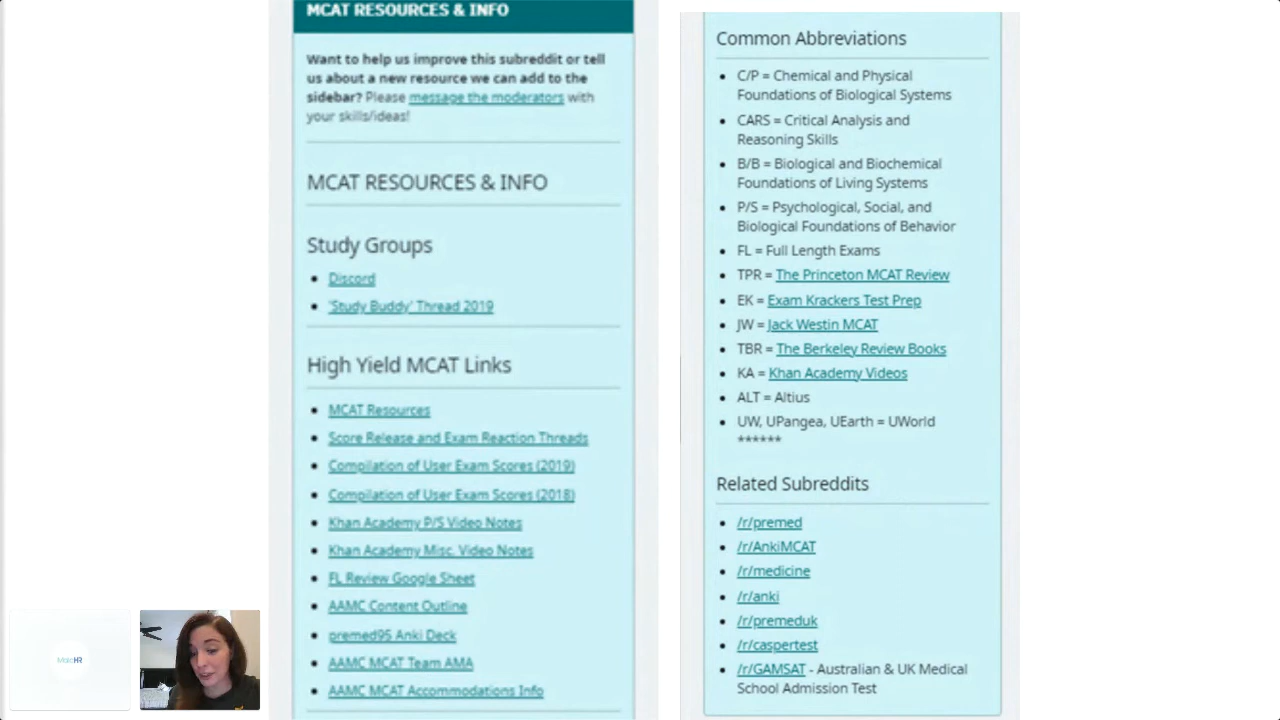 MCAT RESOURCES & INFO
Want to help us improve this subreddit or tell
us about a new resource we can add to the
sidebar? Please message the moderators with
your skills/ideas!
MCAT RESOURCES & INFO
Study Groups
Discord
'Study Buddy' Thread 2019
High Yield MCAT Links
MCAT Resources
Score Release and Exam Reaction Threads
Compilation of User Exam Scores (2019)
Compilation of User Exam Scores (2018)
Khan Academy P/S Video Notes
Khan Academy Misc. Video Notes
FL Review Google Sheet
AAMC Content Outline
premed95 Anki Deck
AAMC MCAT Team AMA
AAMC MCAT Accommodations Info
Common Abbreviations
C/P = Chemical and Physical
Foundations of Biological Systems
CARS = Critical Analysis and
Reasoning Skills
B/B = Biological and Biochemical
Foundations of Living Systems
P/S = Psychological, Social, and
Biological Foundations of Behavior
FL = Full Length Exams
TPR = The Princeton MCAT Review
EK = Exam Krackers Test Prep
JW = Jack Westin MCAT
TBR = The Berkeley Review Books
KA = Khan Academy Videos
ALT = Altius
UW, UPangea, UEarth = UWorld
******
Related Subreddits
/r/premed
/r/AnkiMCAT
/r/medicine
/r/anki
/r/premeduk
/r/caspertest
/r/GAMSAT - Australian & UK Medical
School Admission Test